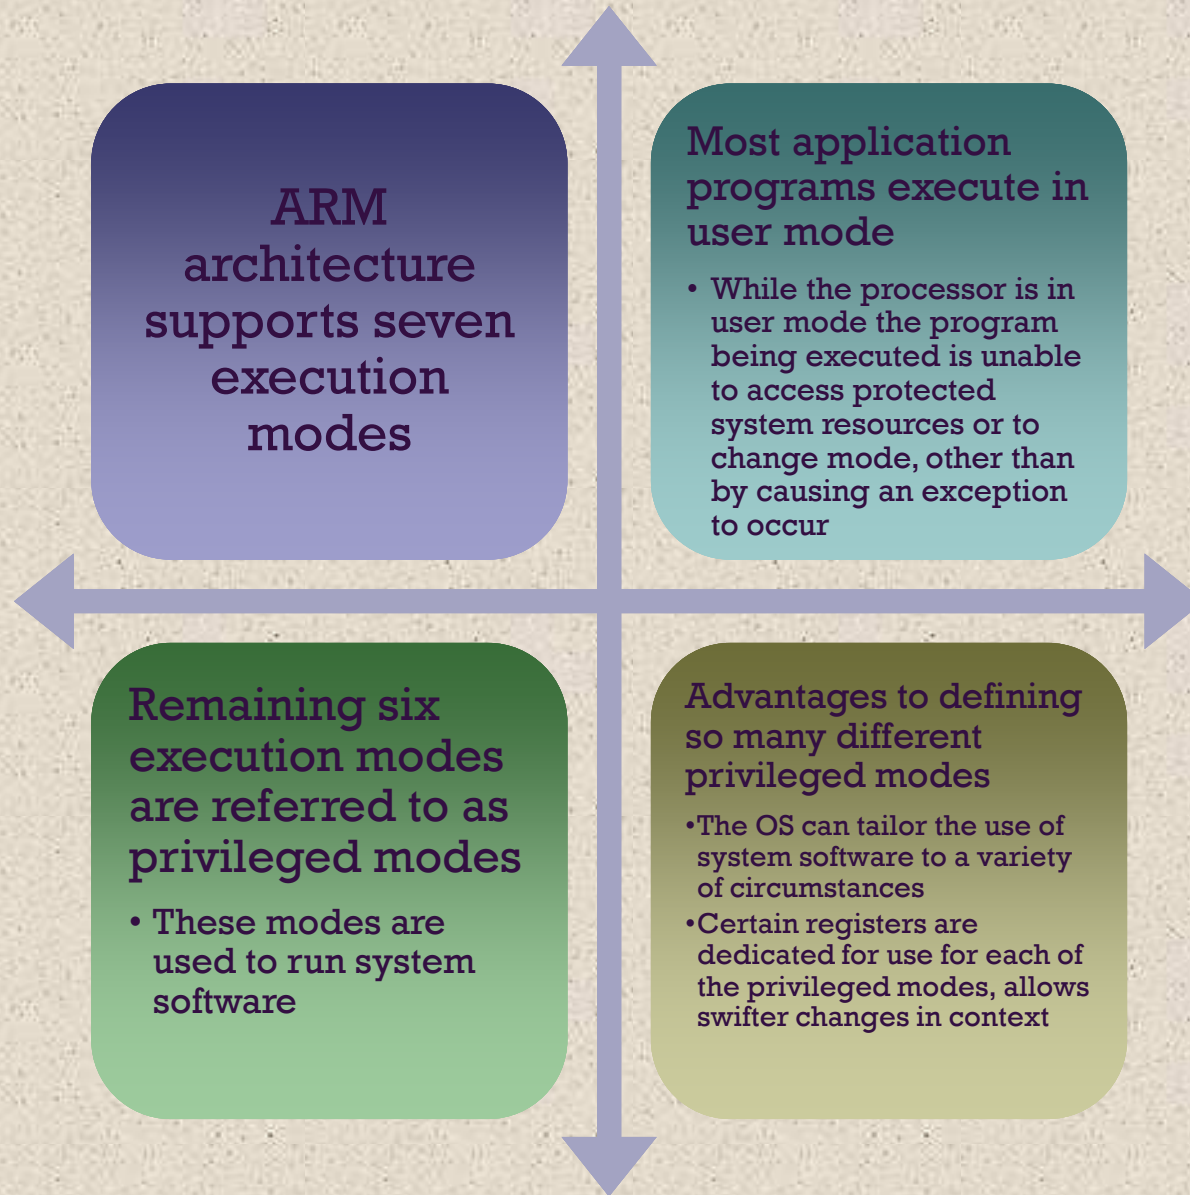 ARM
architecture
supports seven
execution
modes
Most application
programs execute in
user mode
• While the processor is in
user mode the program
being executed is unable
to access protected
system resources or to
change mode, other than
by causing an exception
to occur
Remaining six
execution modes
are referred to as
privileged modes
• These modes are
used to run system
software
Advantages to defining
so many different
privileged modes
•The OS can tailor the use of
system software to a variety
of circumstances
•Certain registers are
dedicated for use for each of
the privileged modes, allows
swifter changes in context